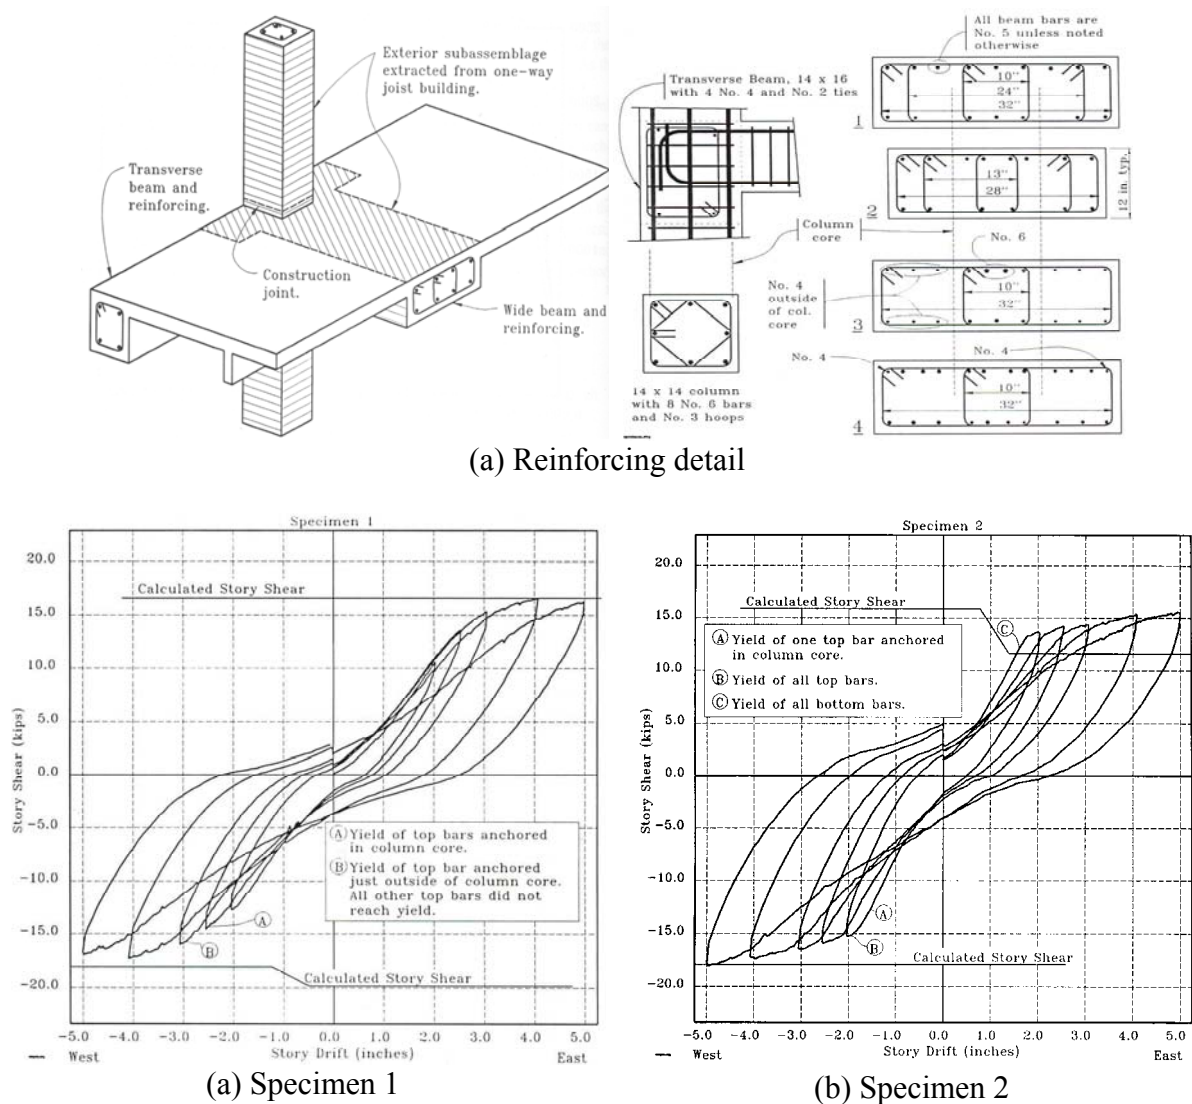 Exterior subassemblage
extracted from one-way
joist building.
Transverse
beam and
reinforcing.
Construction
joint.
Wide beam and
reinforcing.
All beam bars are
No. 5 unless noted
otherwise
Transverse Beam, 14 x 16
with 4 No. 4 and No. 2 ties
10"
24"
32"
1
13"
28"
2
12 in. typ.
Column
core
No. 6
No. 4
outside
of col.
core
10"
32"
3
No. 4
No. 4
10"
32"
4
14 x 14 column
with 8 No. 6 bars
and No. 3 hoops
(a) Reinforcing detail
Specimen 1
Calculated Story Shear
20.0
15.0
10.0
5.0
0.0
-5.0
-10.0
-15.0
-20.0
Story Shear (kips)
A Yield of top bars anchored
in column core.
B Yield of top bar anchored
just outside of column core.
All other top bars did not
reach yield.
A
B
Calculated Story Shear
-5.0 -4.0 -3.0 -2.0 -1.0 0.0 1.0 2.0 3.0 4.0 5.0
West Story Drift (inches) East
(a) Specimen 1
Specimen 2
Calculated Story Shear
20.0
15.0
10.0
5.0
0.0
-5.0
-10.0
-15.0
-20.0
Story Shear (kips)
C
A Yield of one top bar anchored
in column core.
B Yield of all top bars.
C Yield of all bottom bars.
A
B
Calculated Story Shear
-5.0 -4.0 -3.0 -2.0 -1.0 0.0 1.0 2.0 3.0 4.0 5.0
West Story Drift (inches) East
(b) Specimen 2